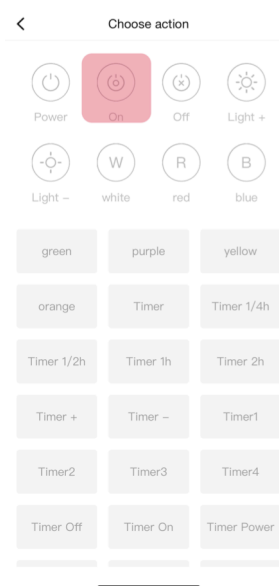 Choose action
Power On Off Light +
W R B
Light – white red blue
green purple yellow
orange Timer Timer 1/4h
Timer 1/2h Timer 1h Timer 2h
Timer + Timer – Timer1
Timer2 Timer3 Timer4
Timer Off Timer On Timer Power